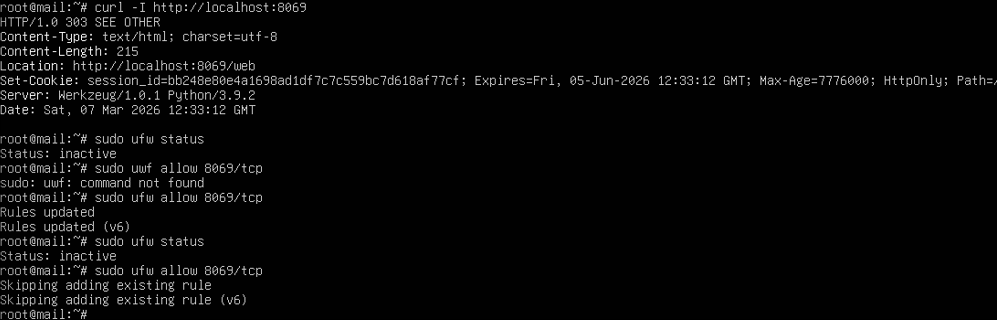 root@mail:~# curl -I http://localhost:8069
HTTP/1.0 303 SEE OTHER
Content-Type: text/html; charset=utf-8
Content-Length: 215
Location: http://localhost:8069/web
Set-Cookie: session_id=bb248e80e4a1698ad1df7c7c559bc7d618af77cf; Expires=Fri, 05-Jun-2026 12:33:12 GMT; Max-Age=7776000; HttpOnly; Path=/
Server: Werkzeug/1.0.1 Python/3.9.2
Date: Sat, 07 Mar 2026 12:33:12 GMT
root@mail:~# sudo ufw status
Status: inactive
root@mail:~# sudo uwf allow 8069/tcp
sudo: uwf: command not found
root@mail:~# sudo ufw allow 8069/tcp
Rules updated
Rules updated (v6)
root@mail:~# sudo ufw status
Status: inactive
root@mail:~# sudo ufw allow 8069/tcp
Skipping adding existing rule
Skipping adding existing rule (v6)
root@mail:~#